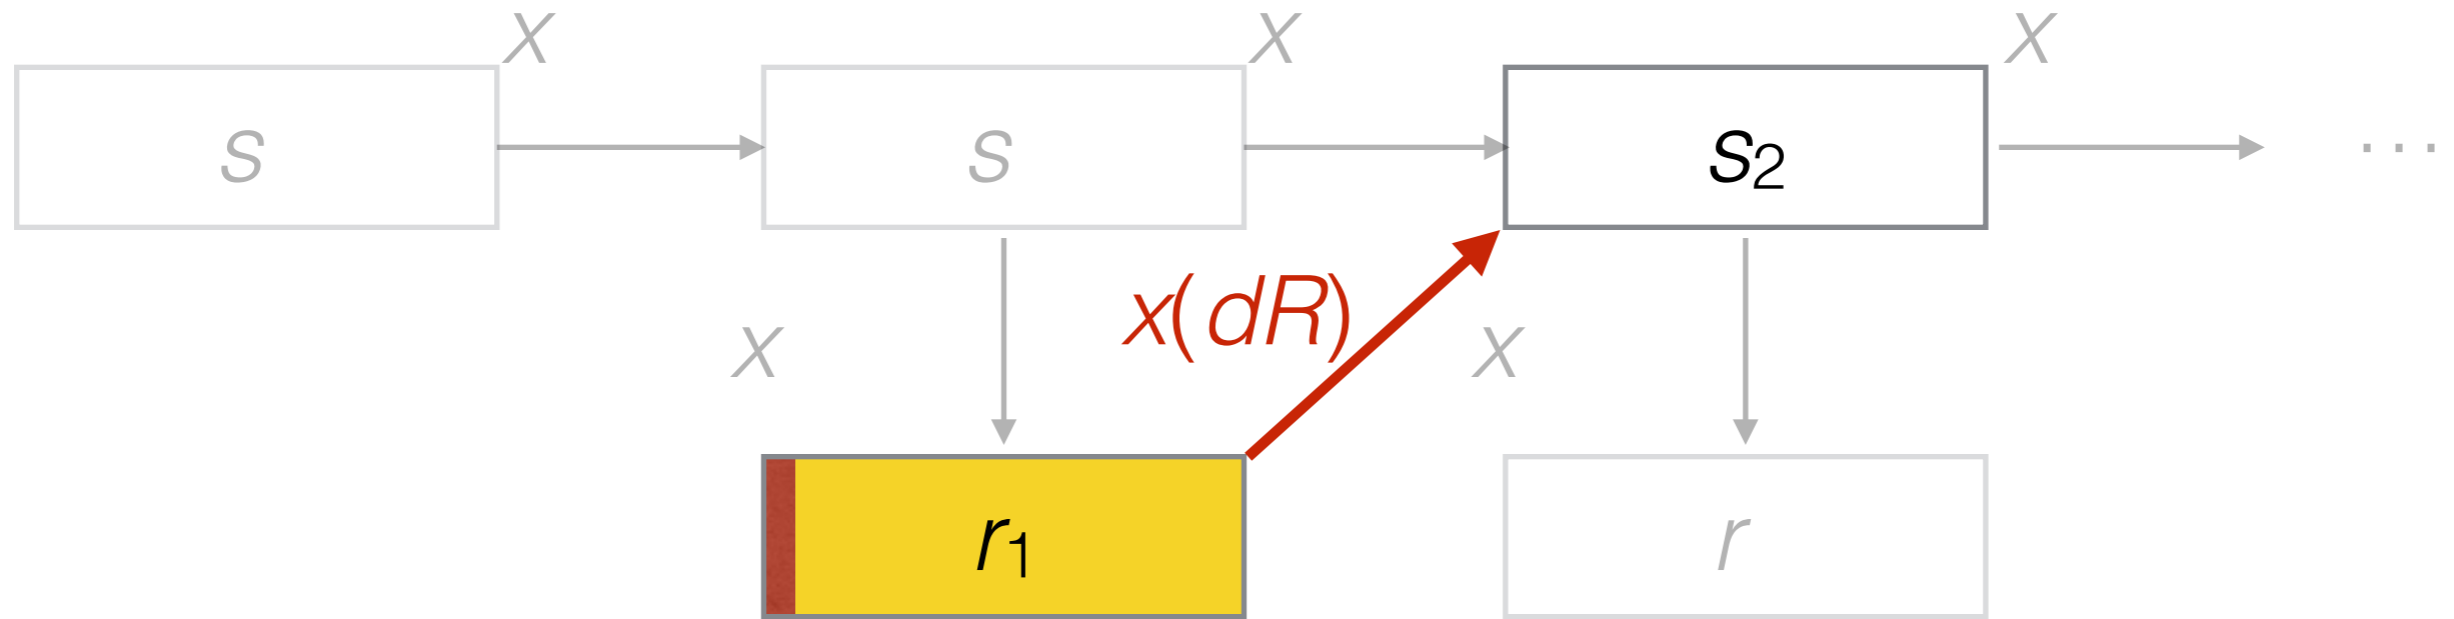 x x x
s s s₂ ...
x x(dR) x
r₁ r